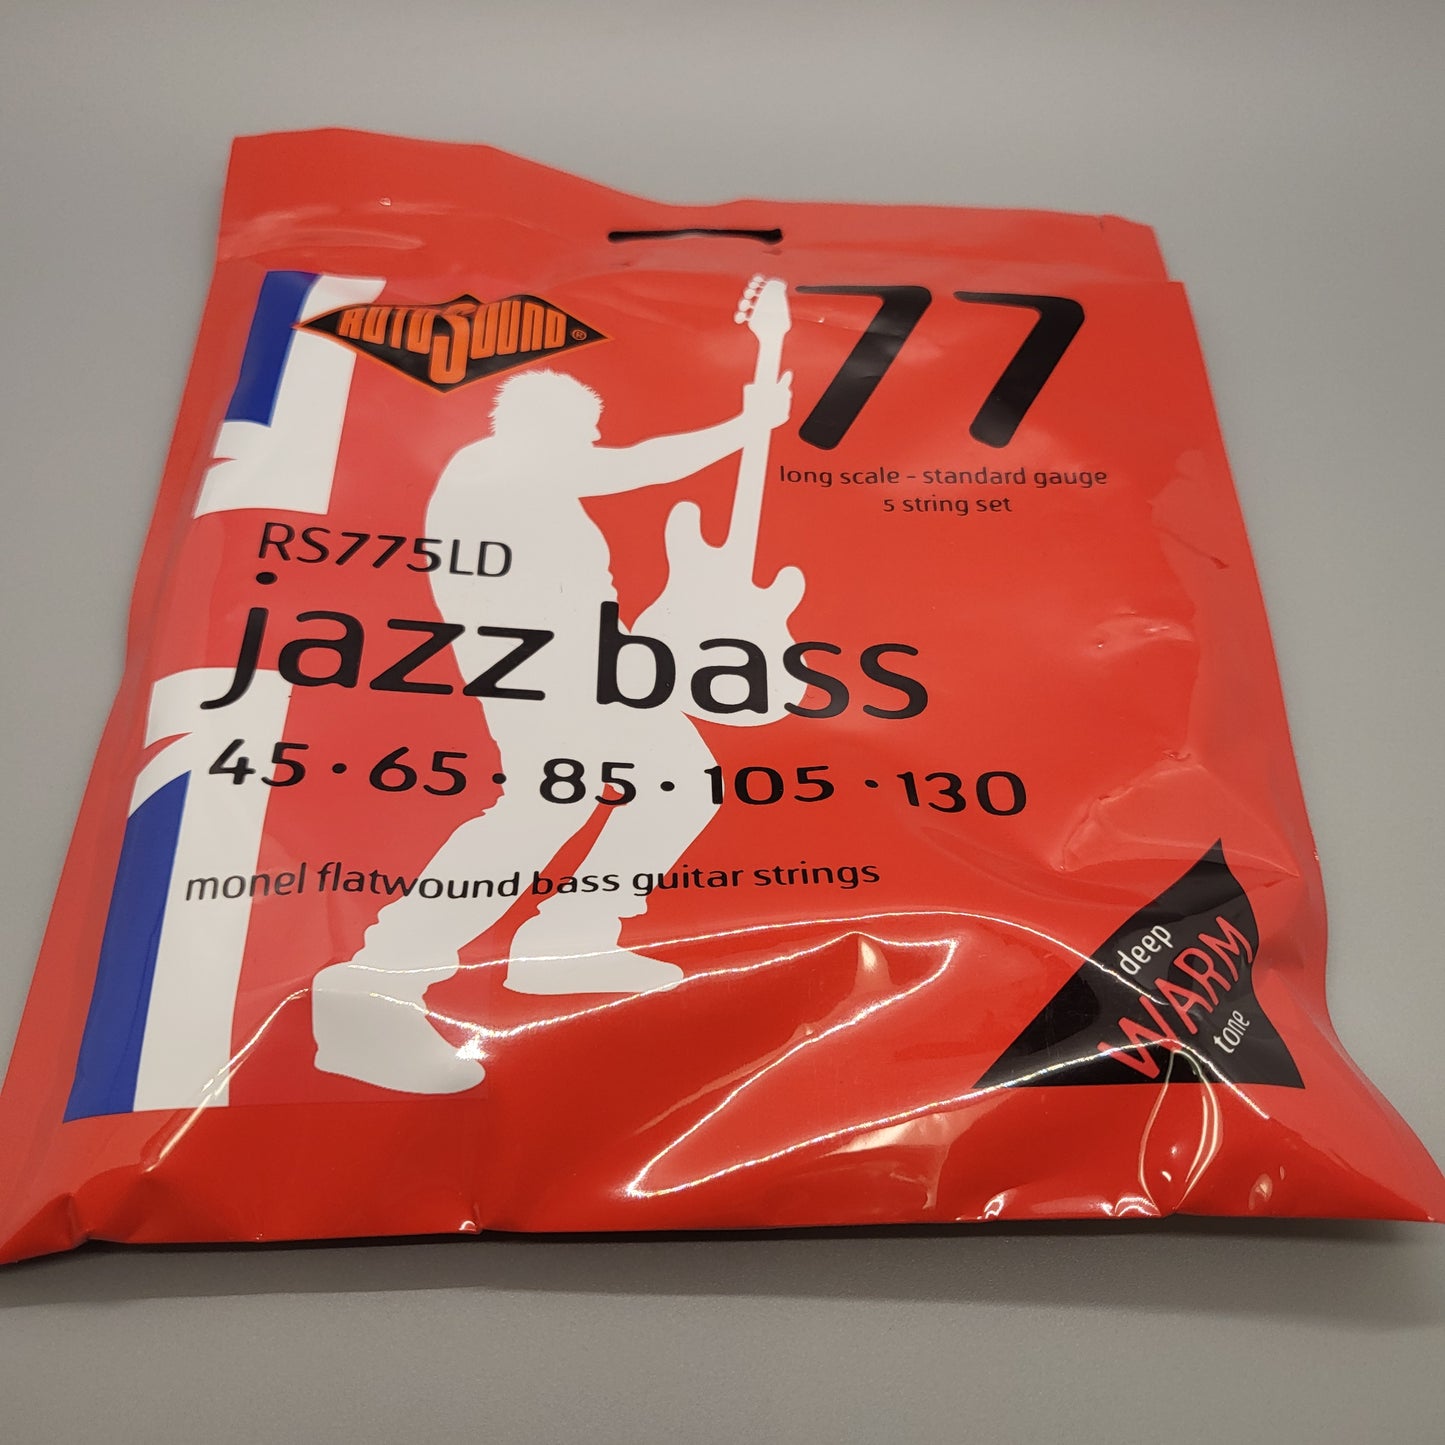 ROTOSOUND®
77
long scale - standard gauge
5 string set
RS775LD
jazz bass
45 • 65 • 85 • 105 • 130
monel flatwound bass guitar strings
deep
WARM
tone